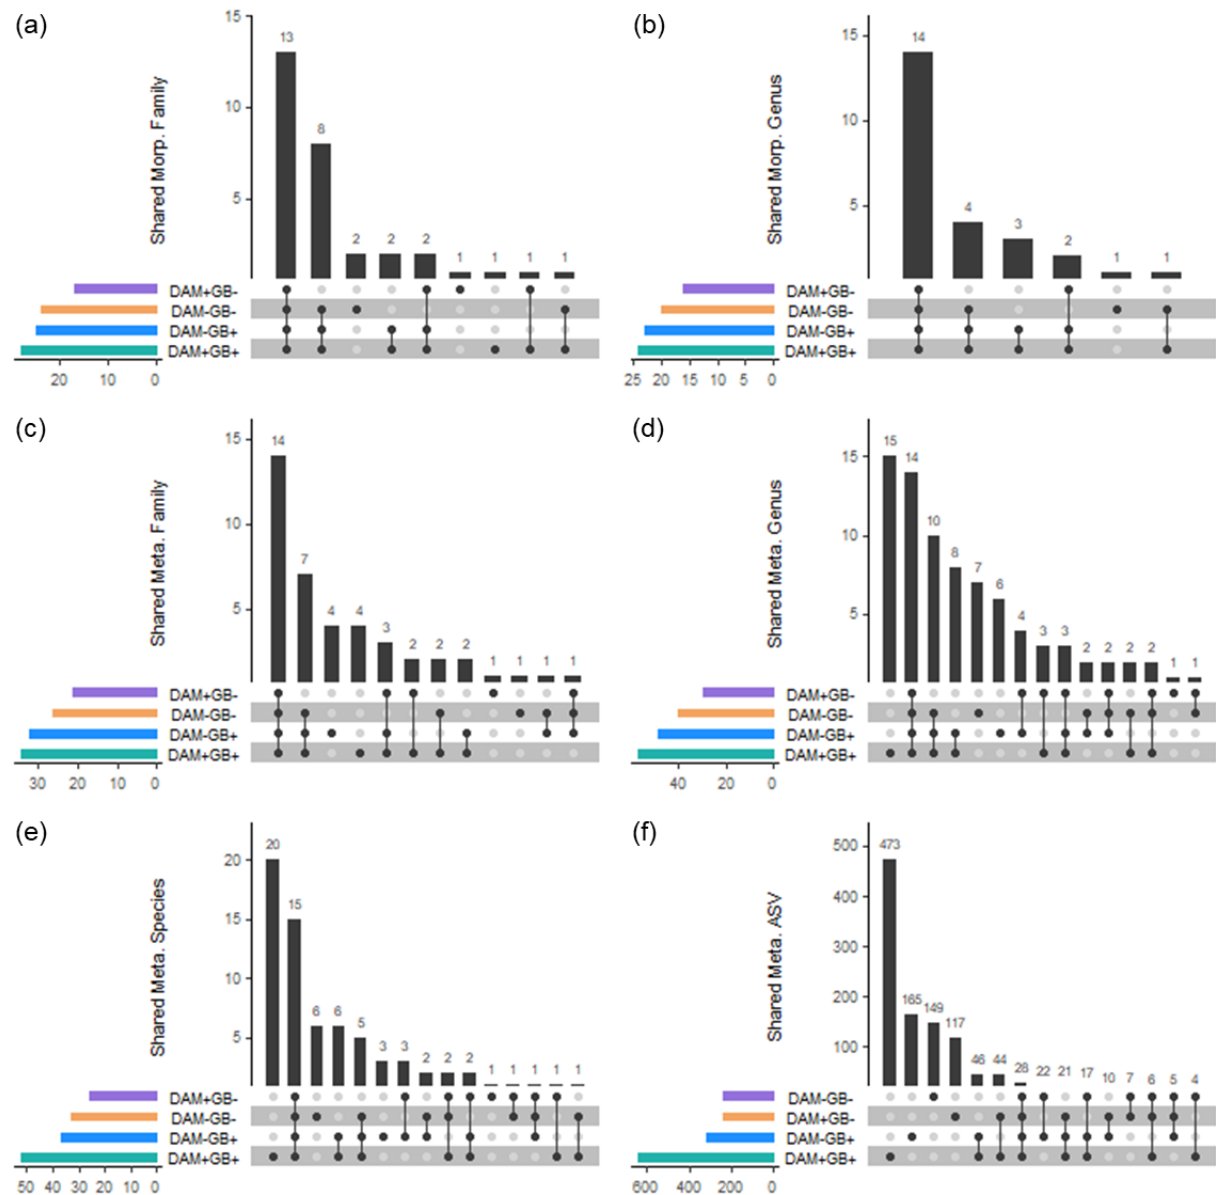 (a)
15
10
5
Shared Morp. Family
13
8
2
2
2
1
1
1
1
DAM+GB-
DAM-GB-
DAM-GB+
DAM+GB+
20 10 0
(b)
15
10
5
Shared Morp. Genus
14
4
3
2
1
1
DAM+GB-
DAM-GB-
DAM-GB+
DAM+GB+
25 20 15 10 5 0
(c)
15
10
5
Shared Meta. Family
14
7
4
4
3
2
2
2
1
1
1
1
DAM+GB-
DAM-GB-
DAM-GB+
DAM+GB+
30 20 10 0
(d)
15
10
5
Shared Meta. Genus
15
14
10
8
7
6
4
3
3
2
2
2
2
1
1
DAM+GB-
DAM-GB-
DAM-GB+
DAM+GB+
40 20 0
(e)
20
15
10
5
Shared Meta. Species
20
15
6
6
5
3
3
2
2
2
1
1
1
1
1
DAM+GB-
DAM-GB-
DAM-GB+
DAM+GB+
50 40 30 20 10 0
(f)
500
400
300
200
100
Shared Meta. ASV
473
165
149
117
46
44
28
22
21
17
10
7
6
5
4
DAM-GB-
DAM+GB-
DAM-GB+
DAM+GB+
600 400 200 0